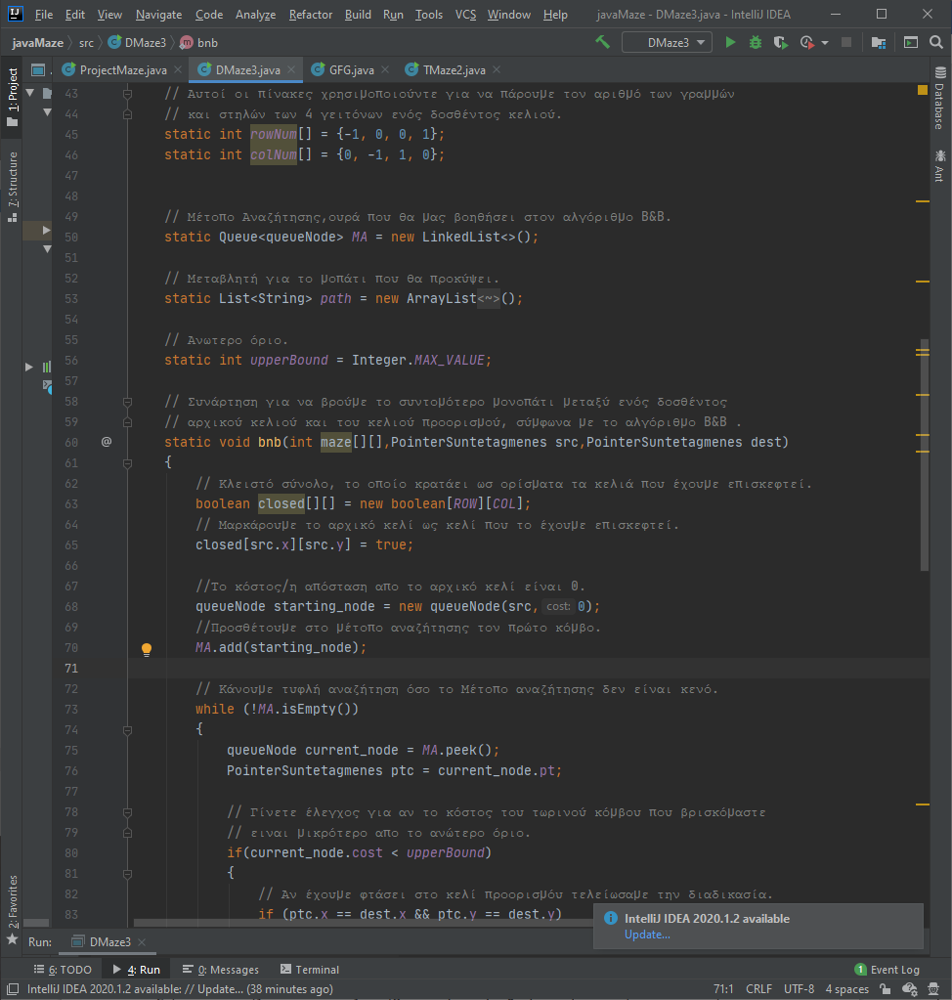 File Edit View Navigate Code Analyze Refactor Build Run Tools VCS Window Help javaMaze - DMaze3.java - IntelliJ IDEA
javaMaze src DMaze3 bnb DMaze3
ProjectMaze.java DMaze3.java GFG.java TMaze2.java
1: Project
7: Structure
2: Favorites
Database
Ant
43 // Αυτοί οι πίνακες χρησιμοποιούντε για να πάρουμε τον αριθμό των γραμμών
44 // και στηλών των 4 γειτόνων ενός δοσθέντος κελιού.
45 static int rowNum[] = {-1, 0, 0, 1};
46 static int colNum[] = {0, -1, 1, 0};
47
48
49 // Μέτοπο Αναζήτησης,ουρά που θα μας βοηθήσει στον αλγόριθμο B&B.
50 static Queue<queueNode> MA = new LinkedList<>();
51
52 // Μεταβλητή για το μοπάτι που θα προκύψει.
53 static List<String> path = new ArrayList<~>();
54
55 // Άνωτερο όριο.
56 static int upperBound = Integer.MAX_VALUE;
57
58 // Συνάρτηση για να βρούμε το συντομότερο μονοπάτι μεταξύ ενός δοσθέντος
59 // αρχικού κελιού και του κελιού προορισμού, σύμφωνα με το αλγόριθμο B&B .
60 @ static void bnb(int maze[][],PointerSuntetagmenes src,PointerSuntetagmenes dest)
61 {
62 // Κλειστό σύνολο, το οποίο κρατάει ωσ ορίσματα τα κελιά που έχουμε επισκεφτεί.
63 boolean closed[][] = new boolean[ROW][COL];
64 // Μαρκάρουμε το αρχικό κελί ως κελί που το έχουμε επισκεφτεί.
65 closed[src.x][src.y] = true;
66
67 //Το κόστος/η απόσταση απο το αρχικό κελί είναι 0.
68 queueNode starting_node = new queueNode(src, cost: 0);
69 //Προσθέτουμε στο μέτοπο αναζήτησης τον πρώτο κόμβο.
70 MA.add(starting_node);
71
72 // Κάνουμε τυφλή αναζήτηση όσο το Μέτοπο αναζήτησης δεν είναι κενό.
73 while (!MA.isEmpty())
74 {
75 queueNode current_node = MA.peek();
76 PointerSuntetagmenes ptc = current_node.pt;
77
78 // Γίνετε έλεγχος για αν το κόστος του τωρινού κόμβου που βρισκόμαστε
79 // ειναι μικρότερο απο το ανώτερο όριο.
80 if(current_node.cost < upperBound)
81 {
82 // Αν έχουμε φτάσει στο κελί προορισμόυ τελείωσαμε την διαδικασία.
83 if (ptc.x == dest.x && ptc.y == dest.y)
IntelliJ IDEA 2020.1.2 available
Update...
Run: DMaze3
6: TODO 4: Run 0: Messages Terminal 1 Event Log
IntelliJ IDEA 2020.1.2 available: // Update... (38 minutes ago) 71:1 CRLF UTF-8 4 spaces